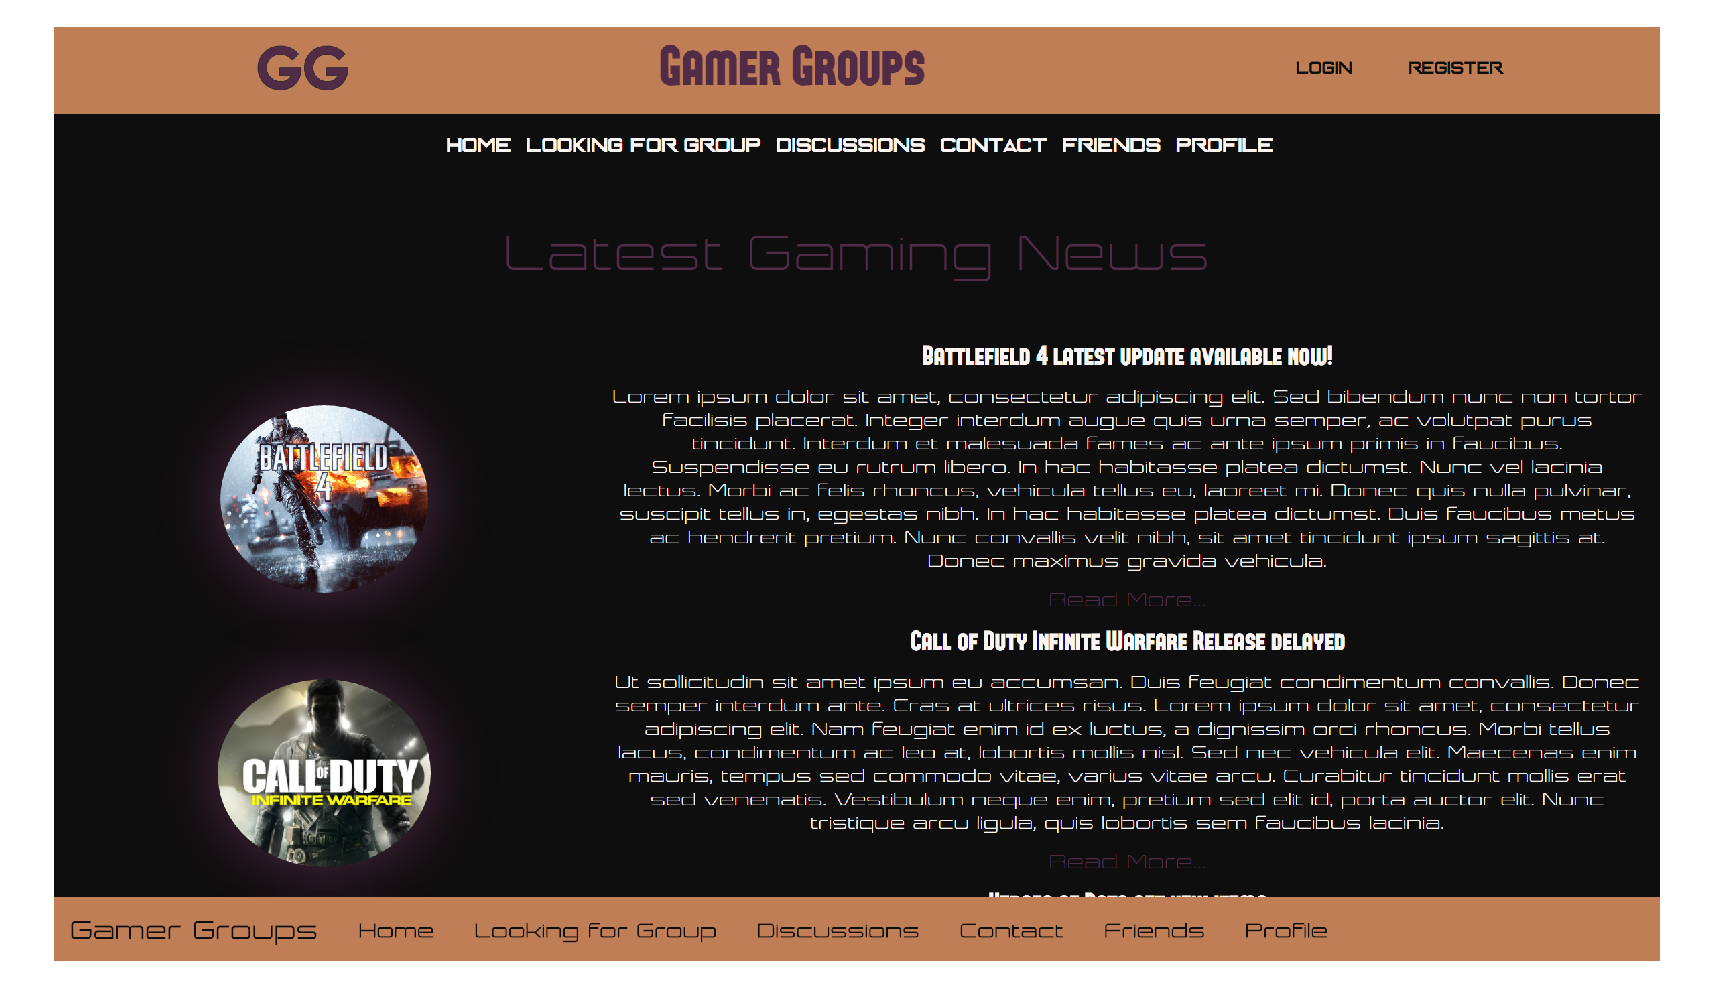 GG
Gamer Groups
LOGIN REGISTER
HOME LOOKING FOR GROUP DISCUSSIONS CONTACT FRIENDS PROFILE
Latest Gaming News
BATTLEFIELD
4
Battlefield 4 latest update available now!
Lorem ipsum dolor sit amet, consectetur adipiscing elit. Sed bibendum nunc non tortor
facilisis placerat. Integer interdum augue quis urna semper, ac volutpat purus
tincidunt. Interdum et malesuada fames ac ante ipsum primis in faucibus.
Suspendisse eu rutrum libero. In hac habitasse platea dictumst. Nunc vel lacinia
lectus. Morbi ac felis rhoncus, vehicula tellus eu, laoreet mi. Donec quis nulla pulvinar,
suscipit tellus in, egestas nibh. In hac habitasse platea dictumst. Duis faucibus metus
ac hendrerit pretium. Nunc convallis velit nibh, sit amet tincidunt ipsum sagittis at.
Donec maximus gravida vehicula.
Read More...
CALL OF DUTY
INFINITE WARFARE
Call of Duty Infinite Warfare Release delayed
Ut sollicitudin sit amet ipsum eu accumsan. Duis feugiat condimentum convallis. Donec
semper interdum ante. Cras at ultrices risus. Lorem ipsum dolor sit amet, consectetur
adipiscing elit. Nam feugiat enim id ex luctus, a dignissim orci rhoncus. Morbi tellus
lacus, condimentum ac leo at, lobortis mollis nisl. Sed nec vehicula elit. Maecenas enim
mauris, tempus sed commodo vitae, varius vitae arcu. Curabitur tincidunt mollis erat
sed venenatis. Vestibulum neque enim, pretium sed elit id, porta auctor elit. Nunc
tristique arcu ligula, quis lobortis sem faucibus lacinia.
Read More...
Gamer Groups Home Looking for Group Discussions Contact Friends Profile